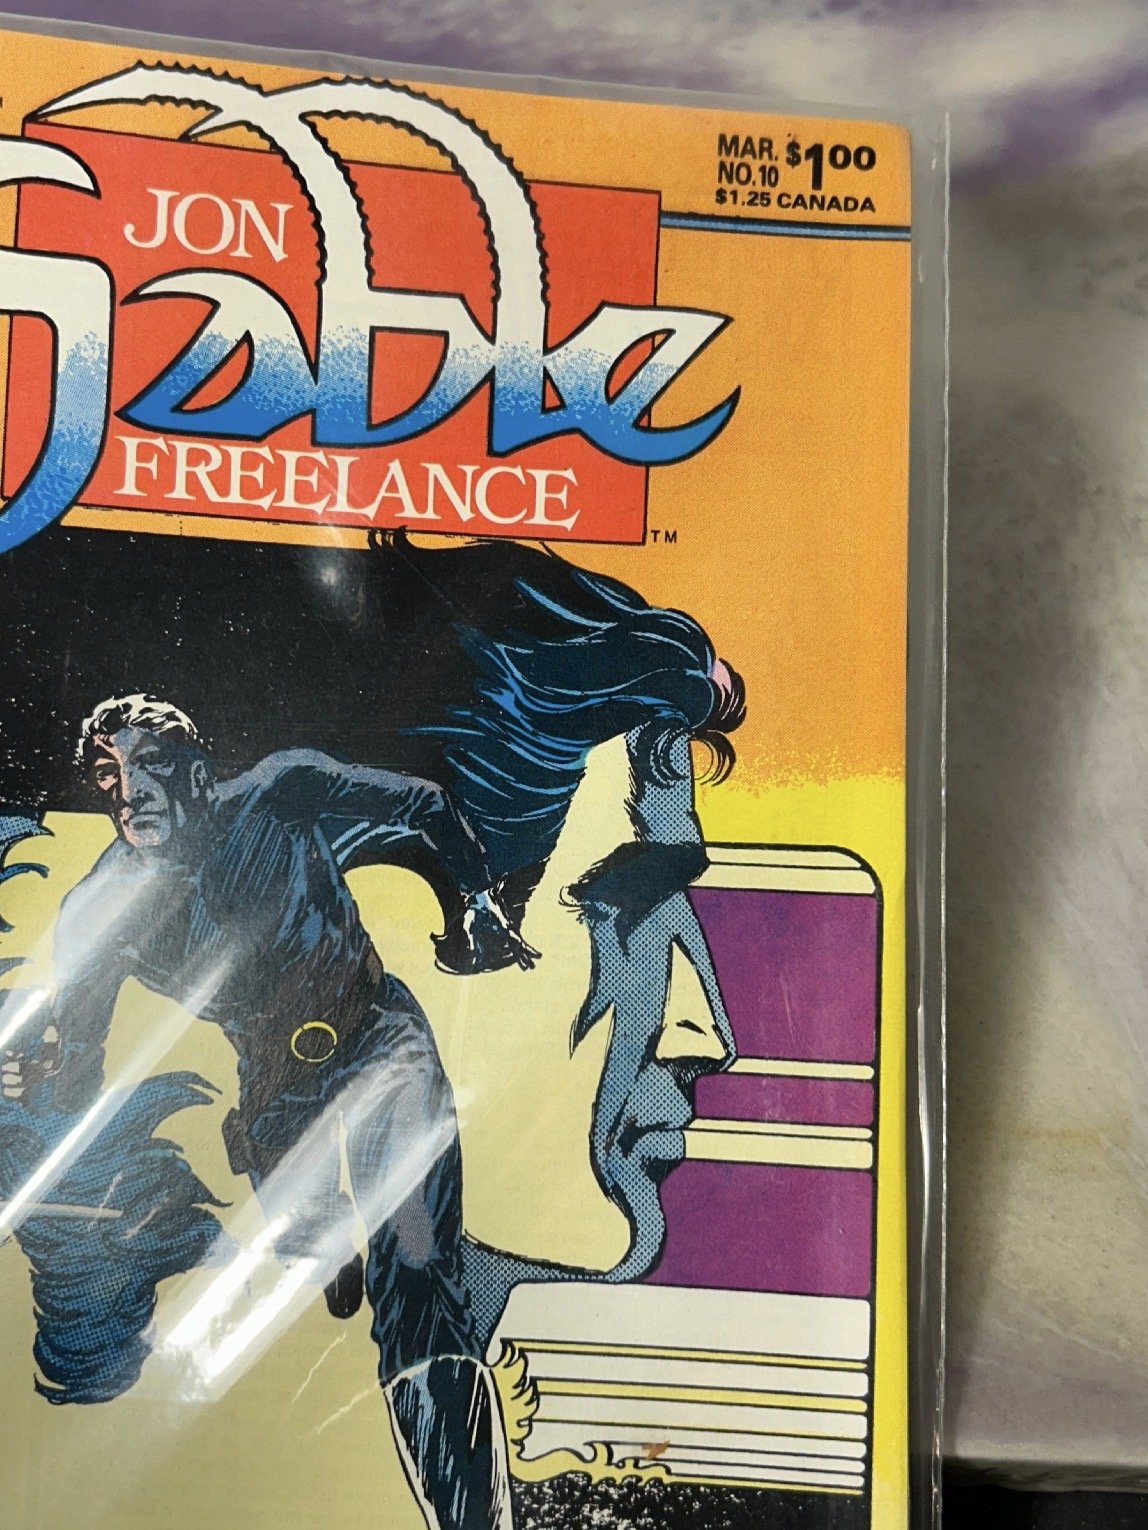 MAR. $1.00
NO.10
$1.25 CANADA
JON
Sable
FREELANCE
TM